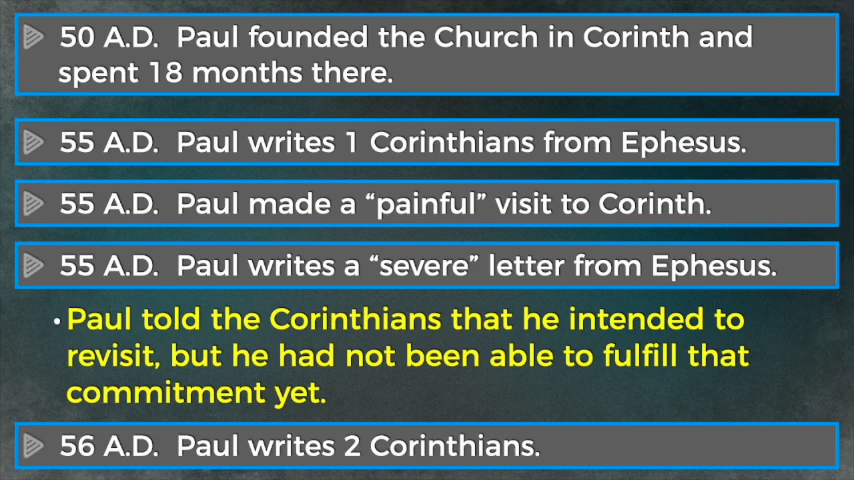 50 A.D.  Paul founded the Church in Corinth and
spent 18 months there.
55 A.D.  Paul writes 1 Corinthians from Ephesus.
55 A.D.  Paul made a “painful” visit to Corinth.
55 A.D.  Paul writes a “severe” letter from Ephesus.
• Paul told the Corinthians that he intended to
revisit, but he had not been able to fulfill that
commitment yet.
56 A.D.  Paul writes 2 Corinthians.